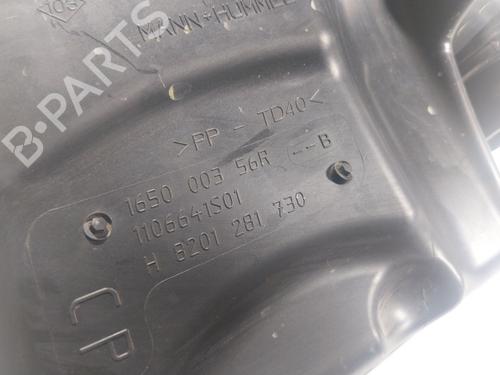 MANN+HUMMEL
>PP - TD40<
1650 003 56R --B
1106641S01
H 8201 281 730
CP
B-PARTS